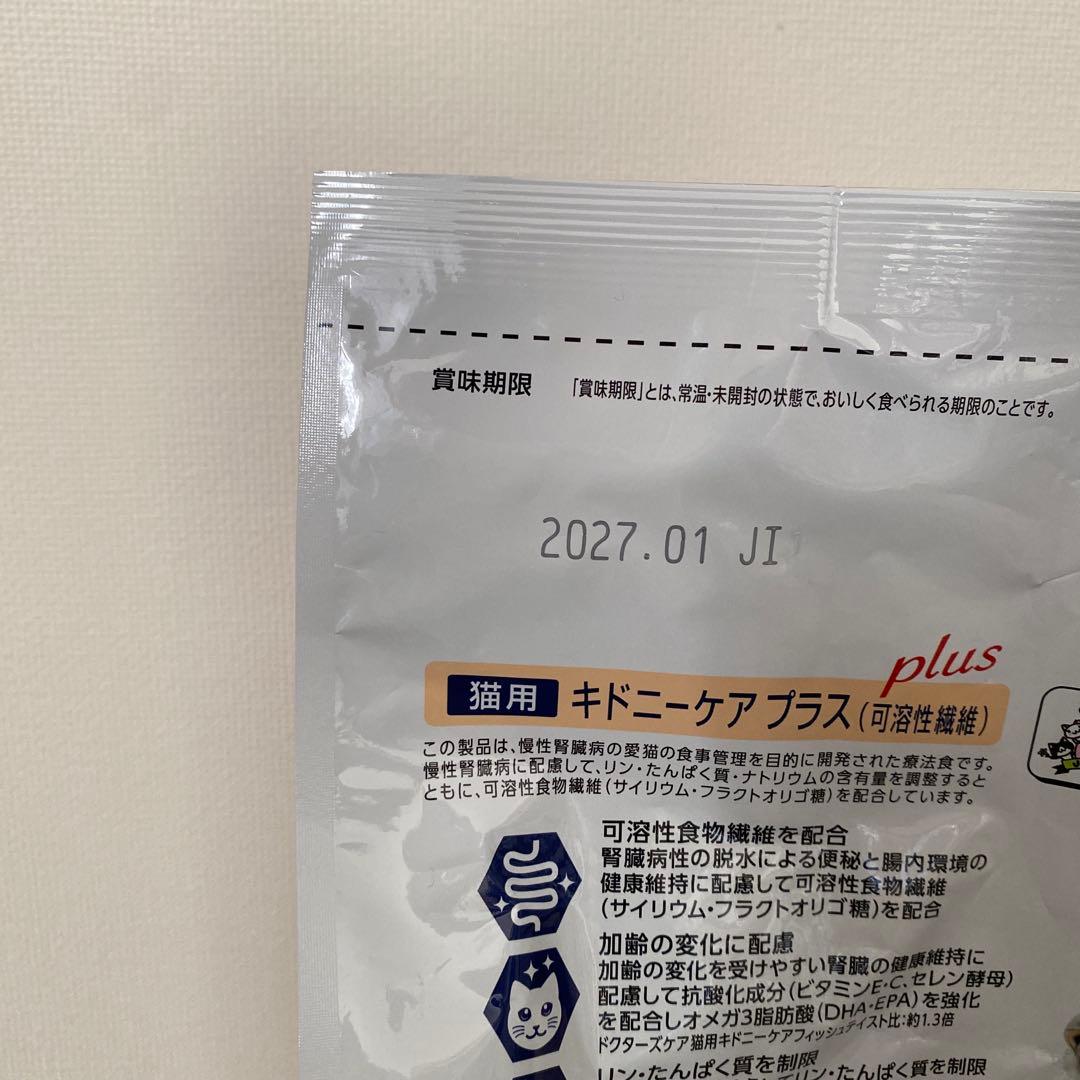 賞味期限 「賞味期限」とは、常温・未開封の状態で、おいしく食べられる期限のことです。
2027.01 JI
plus
猫用 キドニーケア プラス(可溶性繊維)
この製品は、慢性腎臓病の愛猫の食事管理を目的に開発された療法食です。
慢性腎臓病に配慮して、リン・たんぱく質・ナトリウムの含有量を調整すると
ともに、可溶性食物繊維(サイリウム・フラクトオリゴ糖)を配合しています。
可溶性食物繊維を配合
腎臓病性の脱水による便秘と腸内環境の
健康維持に配慮して可溶性食物繊維
(サイリウム・フラクトオリゴ糖)を配合
加齢の変化に配慮
加齢の変化を受けやすい腎臓の健康維持に
配慮して抗酸化成分(ビタミンE・C、セレン酵母)
を配合しオメガ3脂肪酸(DHA・EPA)を強化
ドクターズケア猫用キドニーケアフィッシュテイスト比：約1.3倍
リン・たんぱく質を制限
リン・たんぱく質を制限